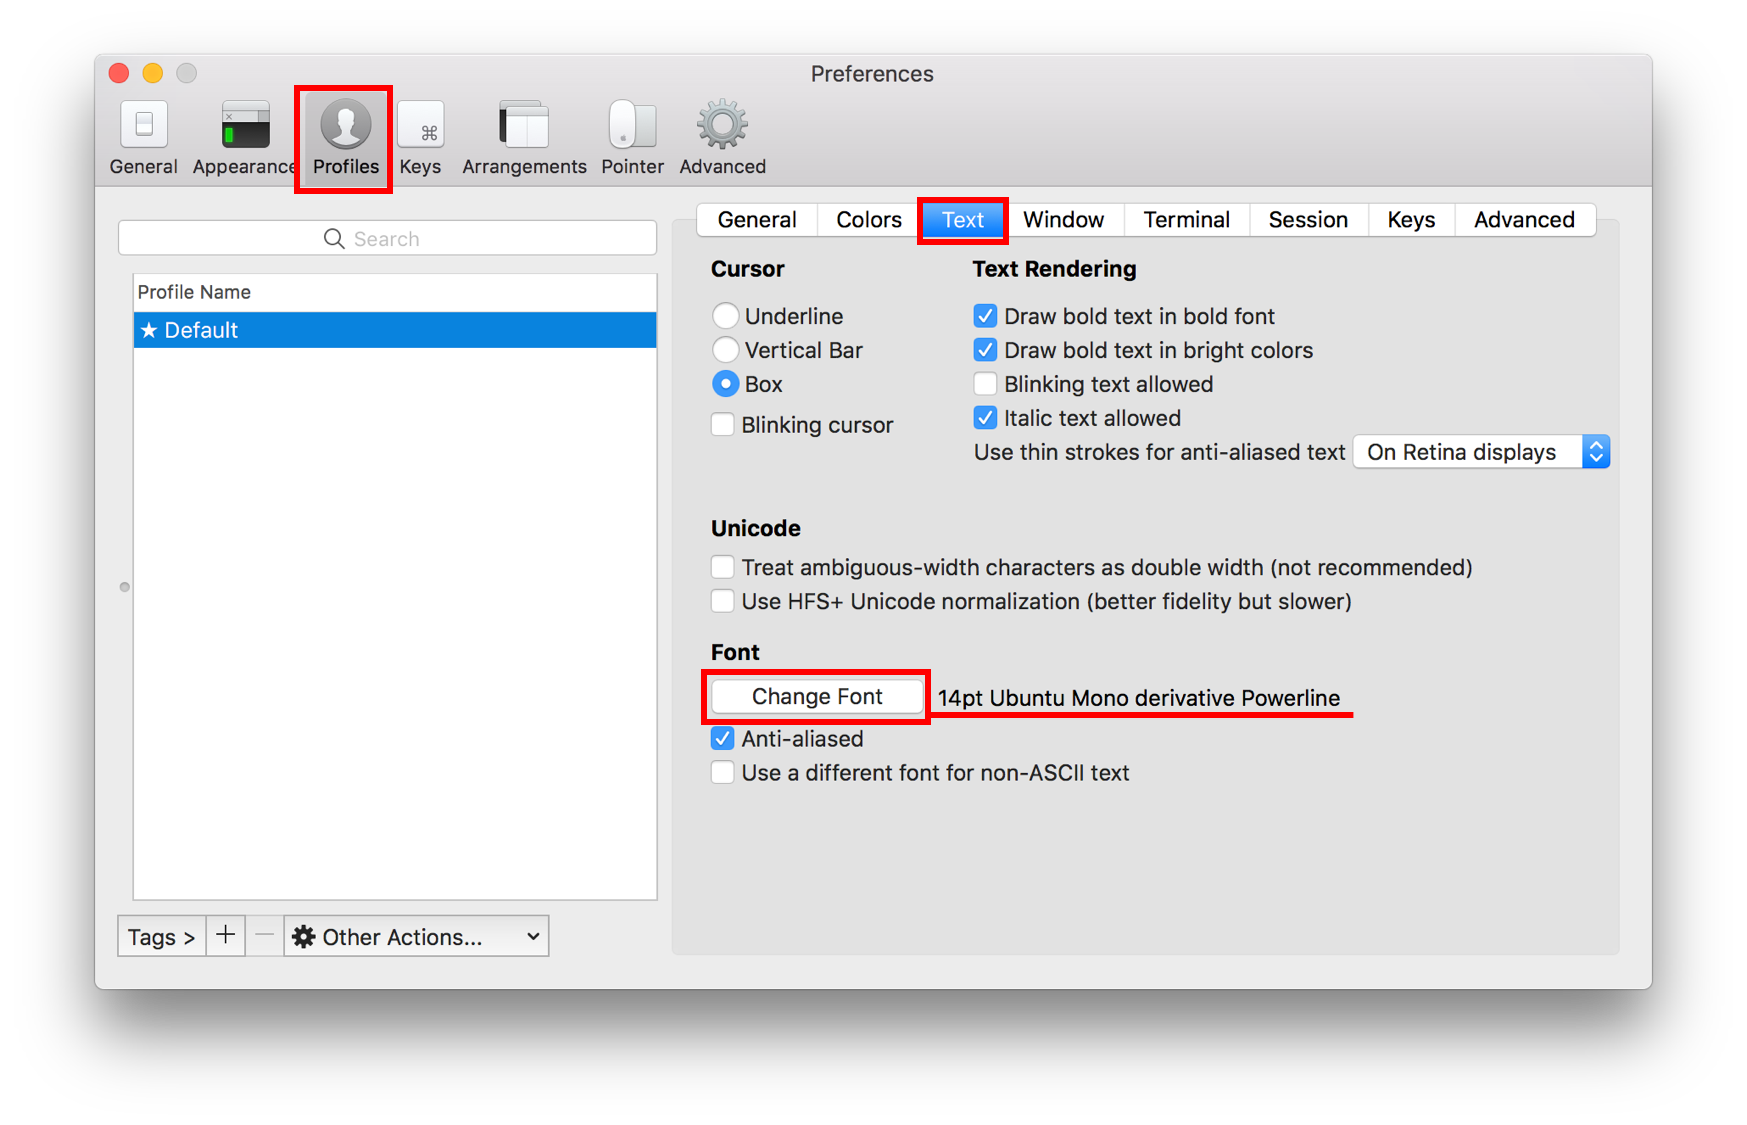 Preferences
General Appearance Profiles Keys Arrangements Pointer Advanced
Search
Profile Name
★ Default
Tags > + − Other Actions...
General Colors Text Window Terminal Session Keys Advanced
Cursor
Underline
Vertical Bar
Box
Blinking cursor
Text Rendering
Draw bold text in bold font
Draw bold text in bright colors
Blinking text allowed
Italic text allowed
Use thin strokes for anti-aliased text On Retina displays
Unicode
Treat ambiguous-width characters as double width (not recommended)
Use HFS+ Unicode normalization (better fidelity but slower)
Font
Change Font 14pt Ubuntu Mono derivative Powerline
Anti-aliased
Use a different font for non-ASCII text